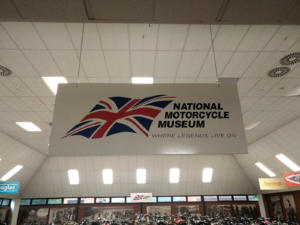 NATIONAL
MOTORCYCLE
MUSEUM
WHERE LEGENDS LIVE ON